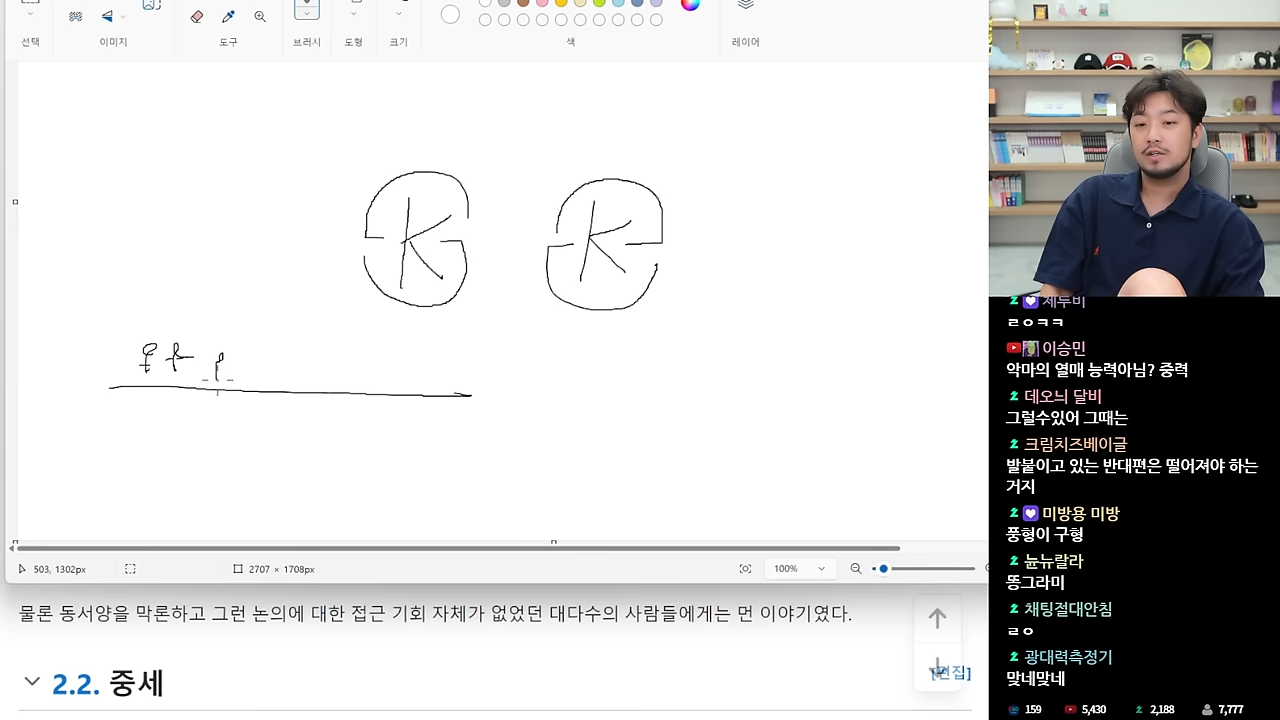 선택
이미지
도구
브러시
도형
크기
색
레이어
K
K
503, 1302px
2707 × 1708px
100%
물론 동서양을 막론하고 그런 논의에 대한 접근 기회 자체가 없었던 대다수의 사람들에게는 먼 이야기였다.
2.2. 중세
[편집]
제투비
ㄹㅇㅋㅋ
이승민
악마의 열매 능력아님? 중력
데오늬 달비
그럴수있어 그때는
크림치즈베이글
발붙이고 있는 반대편은 떨어져야 하는
거지
미방용 미방
풍형이 구형
뉸뉴랄라
똥그라미
채팅절대안침
ㄹㅇ
광대력측정기
맞네맞네
159
5,430
2,188
7,777